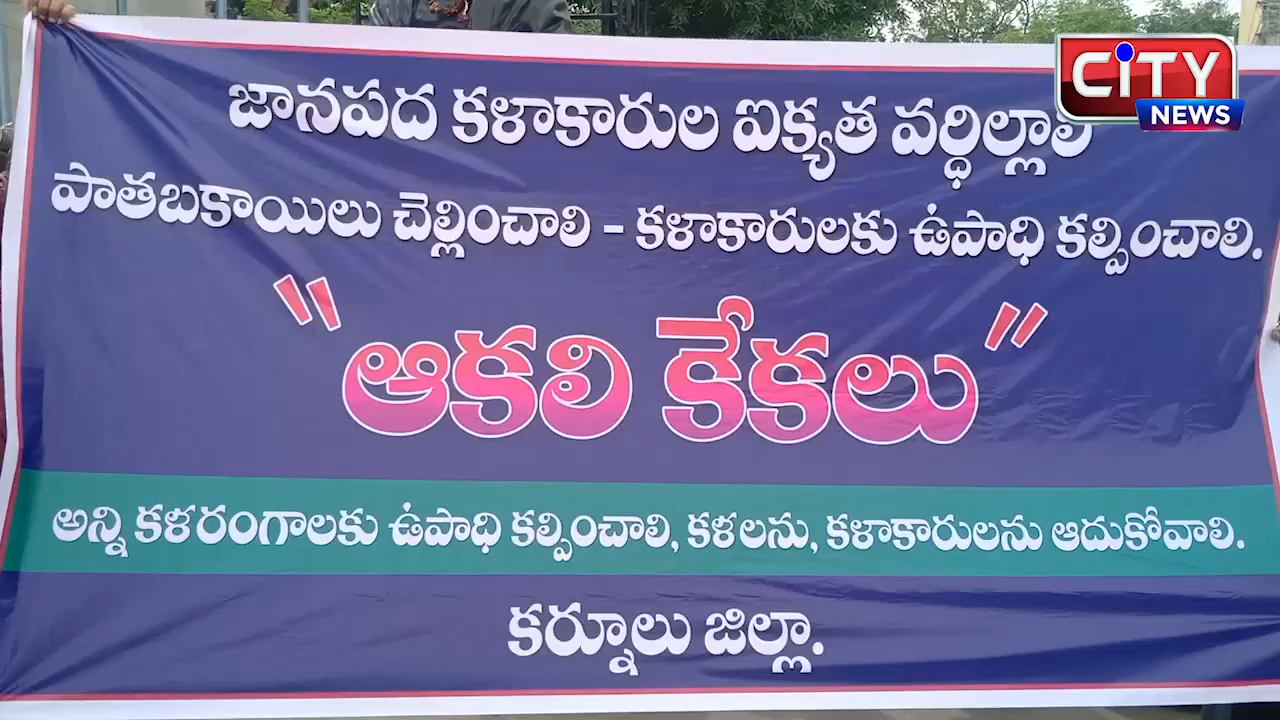 CITY
NEWS
జానపద కళాకారుల ఐక్యత వర్ధిల్లాలి
పాతబకాయిలు చెల్లించాలి - కళాకారులకు ఉపాధి కల్పించాలి.
"ఆకలి కేకలు"
అన్ని కళరంగాలకు ఉపాధి కల్పించాలి, కళలను, కళాకారులను ఆదుకోవాలి.
కర్నూలు జిల్లా.